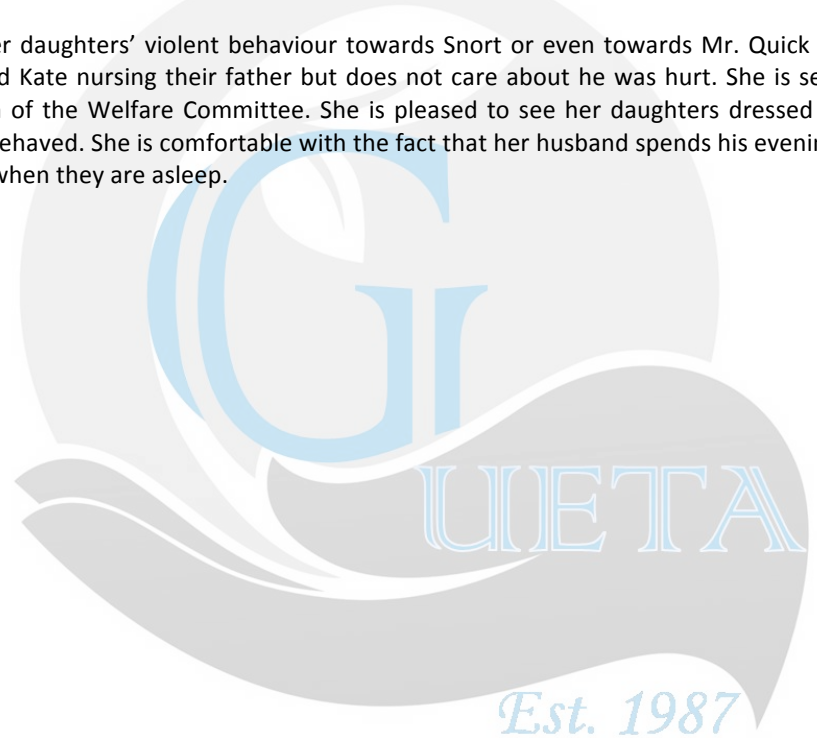 er daughters’ violent behaviour towards Snort or even towards Mr. Quick
d Kate nursing their father but does not care about he was hurt. She is se
of the Welfare Committee. She is pleased to see her daughters dressed
ehaved. She is comfortable with the fact that her husband spends his evenin
when they are asleep.
G
UETA
Est. 1987